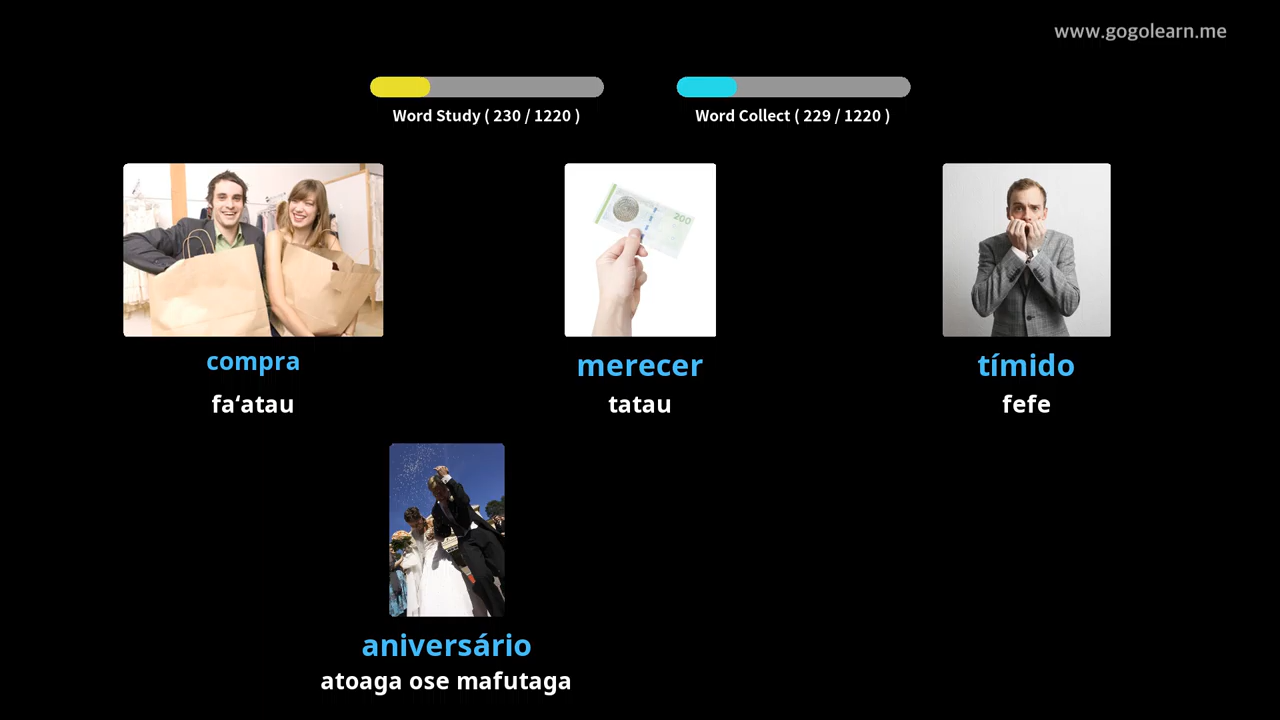 www.gogolearn.me
Word Study ( 230 / 1220 )
Word Collect ( 229 / 1220 )
compra
merecer
tímido
fa‘atau
tatau
fefe
200
aniversário
atoaga ose mafutaga